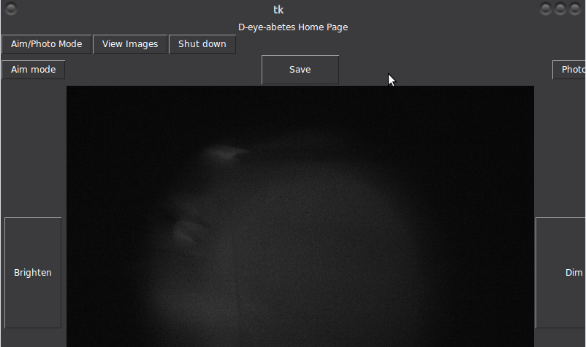 tk
D-eye-abetes Home Page
Aim/Photo Mode View Images Shut down
Aim mode Save Photo
Brighten Dim